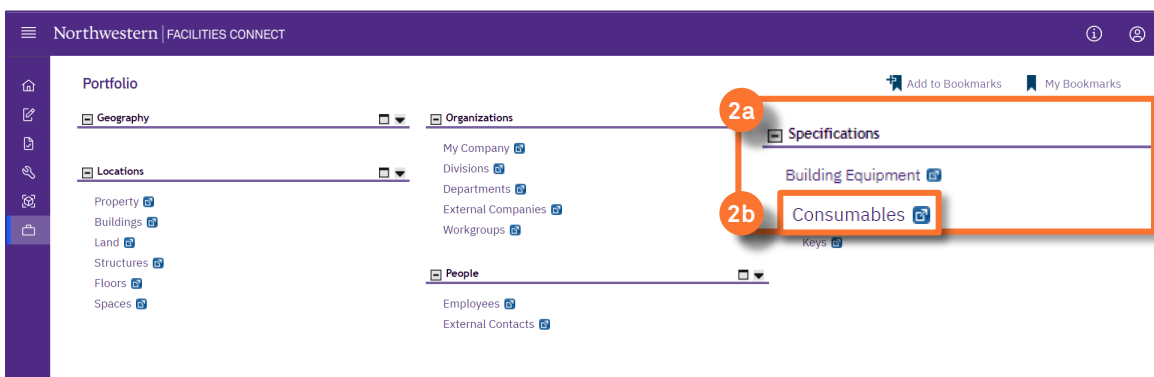 Northwestern | FACILITIES CONNECT
Portfolio
Add to Bookmarks
My Bookmarks
Geography
Locations
Property
Buildings
Land
Structures
Floors
Spaces
Organizations
My Company
Divisions
Departments
External Companies
Workgroups
People
Employees
External Contacts
2a
Specifications
Building Equipment
2b
Consumables
Keys